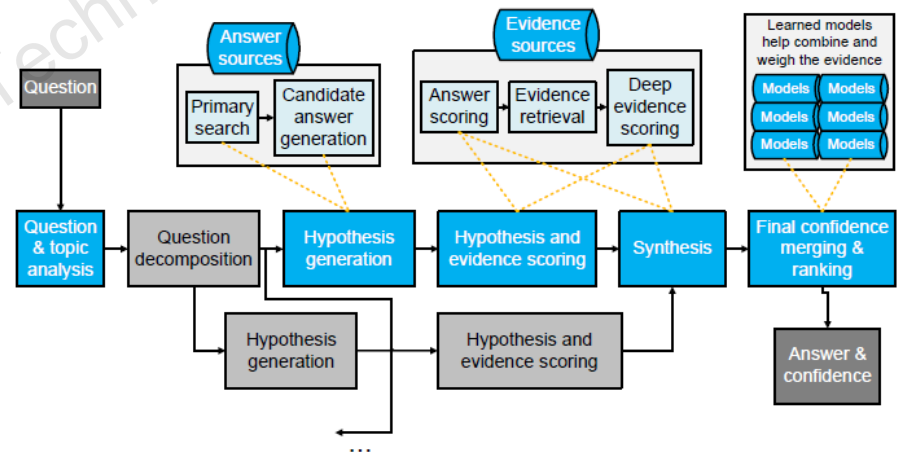 Techn
Answer
sources
Evidence
sources
Learned models
help combine and
weigh the evidence
Question
Primary
search
Candidate
answer
generation
Answer
scoring
Evidence
retrieval
Deep
evidence
scoring
Models
Models
Models
Models
Models
Models
Question
& topic
analysis
Question
decomposition
Hypothesis
generation
Hypothesis and
evidence scoring
Synthesis
Final confidence
merging &
ranking
Hypothesis
generation
Hypothesis and
evidence scoring
Answer &
confidence
...